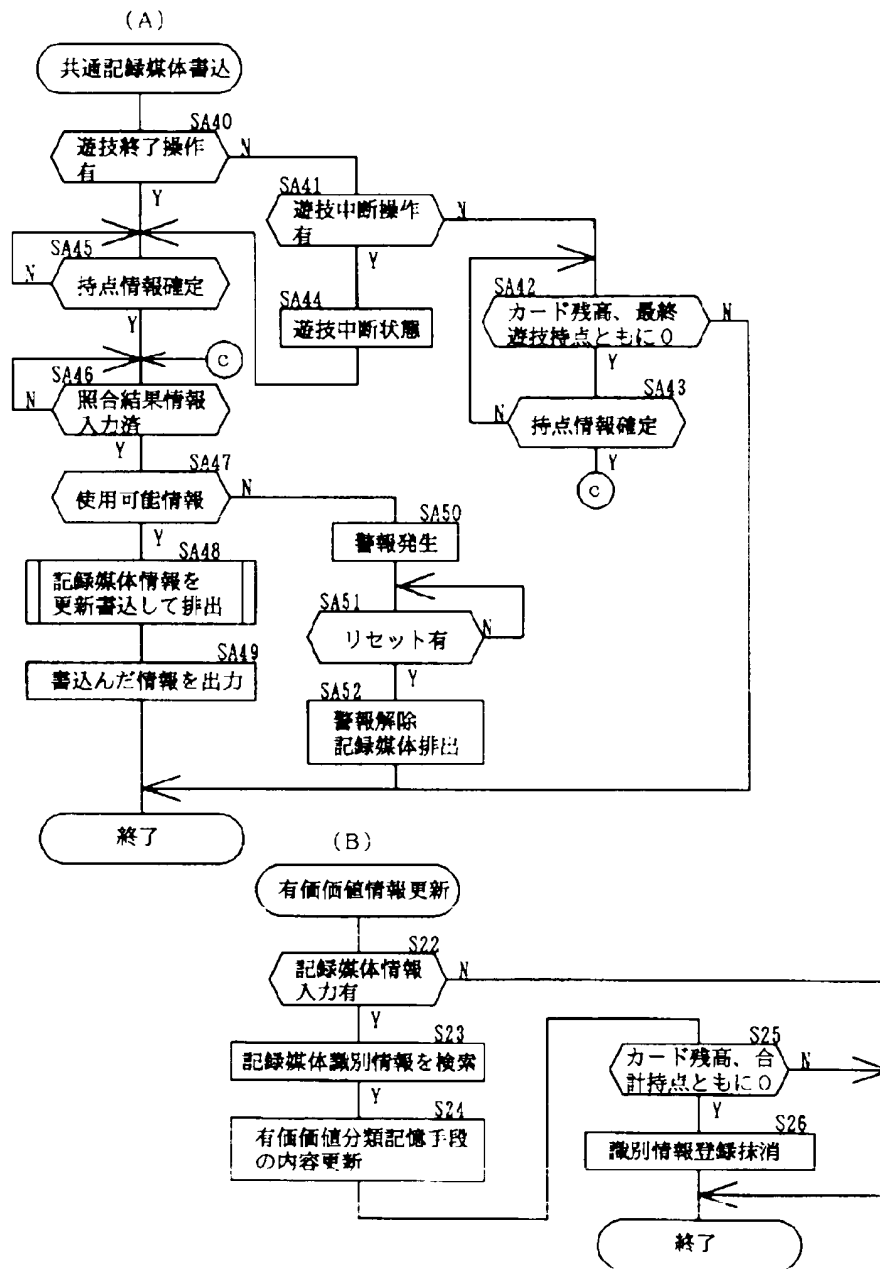 (A)
共通記録媒体書込
SA40
遊技終了操作
有
N
Y
SA41
遊技中断操作
有
N
Y
SA45
持点情報確定
N
Y
SA44
遊技中断状態
SA42
カード残高、最終
遊技持点ともに０
N
Y
C
SA46
照合結果情報
入力済
N
Y
SA43
持点情報確定
N
Y
C
SA47
使用可能情報
N
Y
SA50
警報発生
SA48
記録媒体情報を
更新書込して排出
SA51
リセット有
N
Y
SA49
書込んだ情報を出力
SA52
警報解除
記録媒体排出
終了
(B)
有価価値情報更新
S22
記録媒体情報
入力有
N
Y
S23
記録媒体識別情報を検索
Y
S24
有価価値分類記憶手段
の内容更新
S25
カード残高、合
計持点ともに０
N
Y
S26
識別情報登録抹消
終了